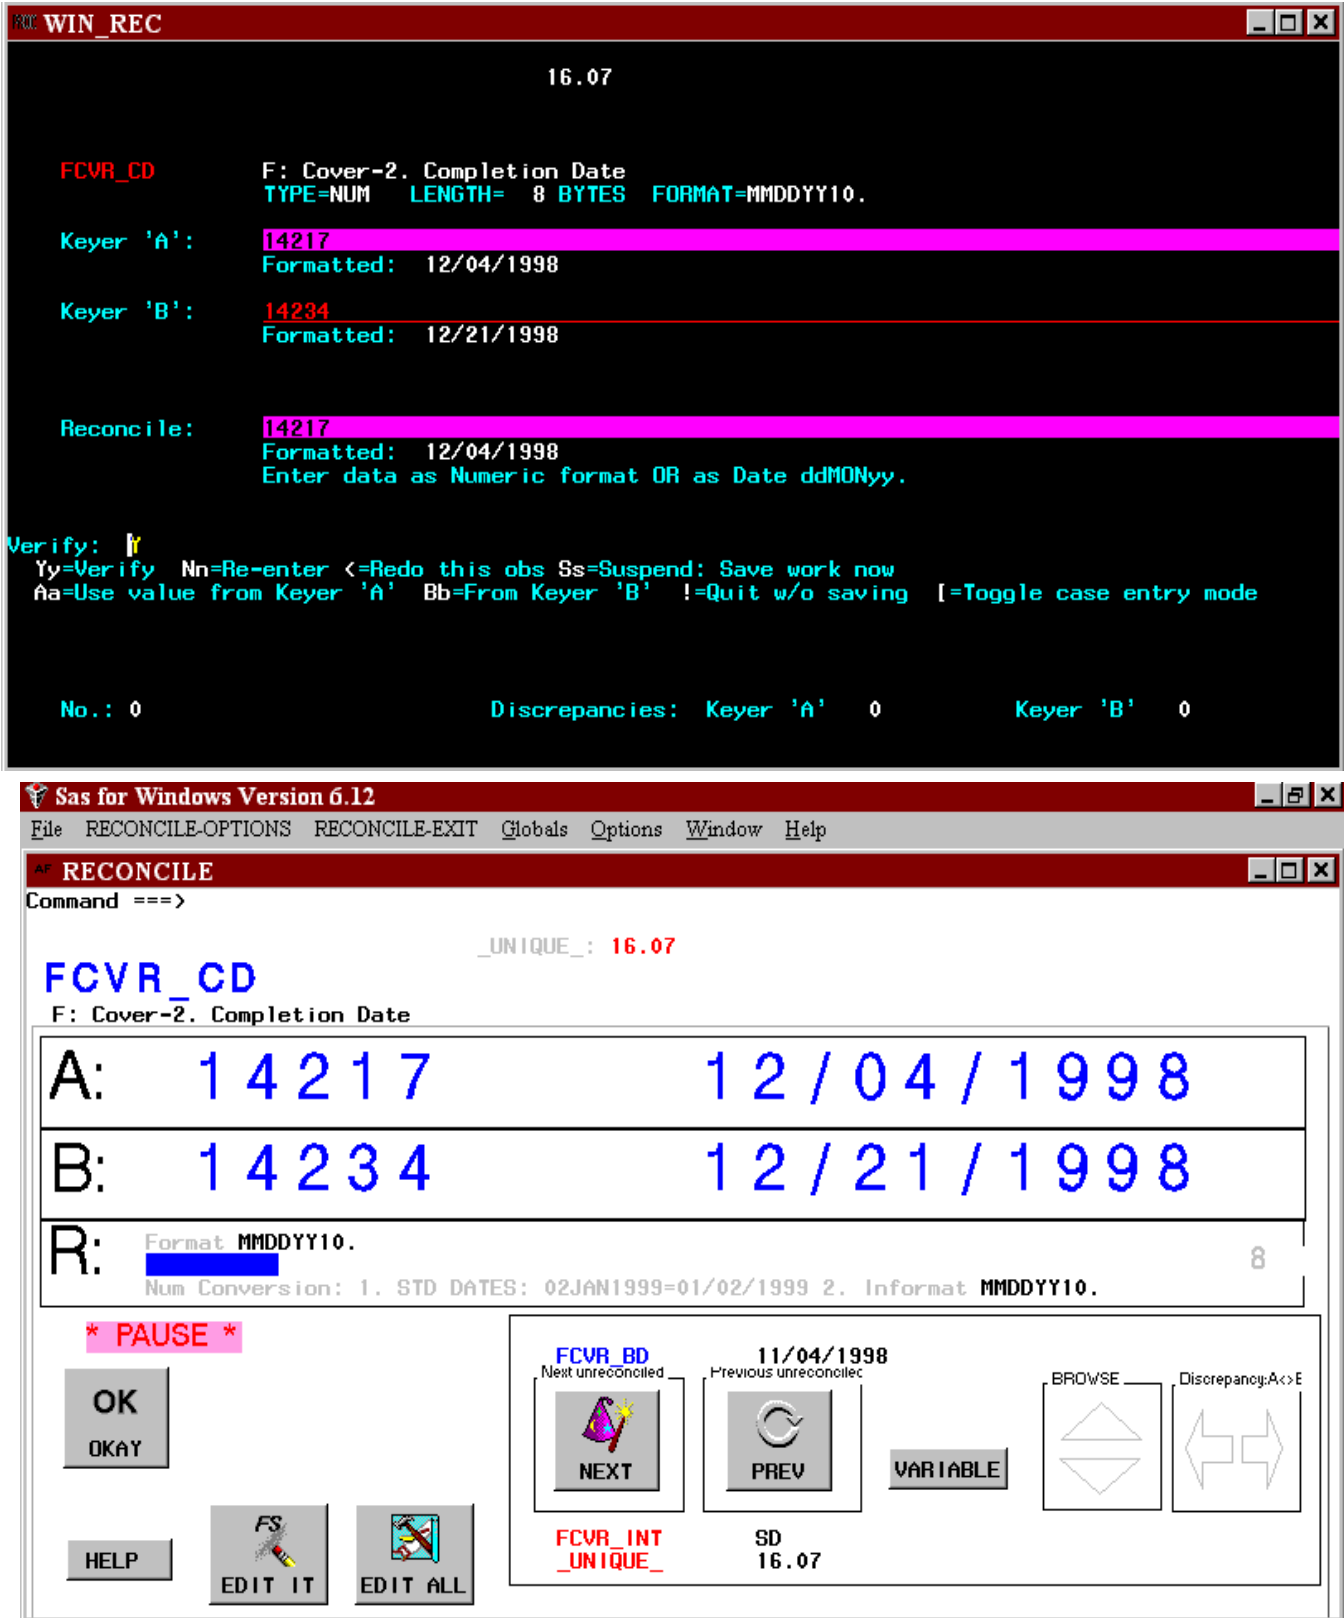 WIN_REC
16.07
FCVR_CD F: Cover-2. Completion Date
TYPE=NUM LENGTH= 8 BYTES FORMAT=MMDDYY10.
Keyer 'A': 14217
Formatted: 12/04/1998
Keyer 'B': 14234
Formatted: 12/21/1998
Reconcile: 14217
Formatted: 12/04/1998
Enter data as Numeric format OR as Date ddMONyy.
Verify: Y
Yy=Verify Nn=Re-enter <=Redo this obs Ss=Suspend: Save work now
Aa=Use value from Keyer 'A' Bb=From Keyer 'B' !=Quit w/o saving [=Toggle case entry mode
No.: 0 Discrepancies: Keyer 'A' 0 Keyer 'B' 0
Sas for Windows Version 6.12
File RECONCILE-OPTIONS RECONCILE-EXIT Globals Options Window Help
AF RECONCILE
Command ===>
_UNIQUE_: 16.07
FCVR_CD
F: Cover-2. Completion Date
A: 14217 12/04/1998
B: 14234 12/21/1998
R: Format MMDDYY10.
8
Num Conversion: 1. STD DATES: 02JAN1999=01/02/1999 2. Informat MMDDYY10.
* PAUSE *
FCVR_BD 11/04/1998
Next unreconciled Previous unreconciled BROWSE Discrepancy:A<>B
OK
OKAY
NEXT PREV VARIABLE
FS
HELP EDIT IT EDIT ALL
FCVR_INT SD
_UNIQUE_ 16.07